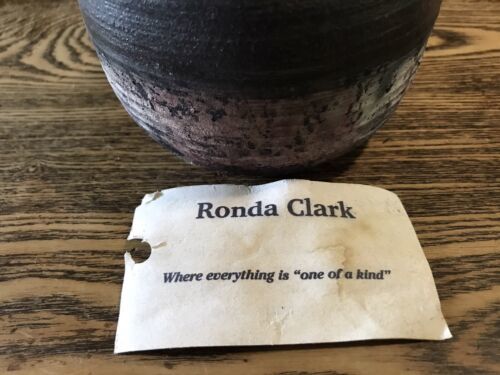 Ronda Clark
Where everything is "one of a kind"